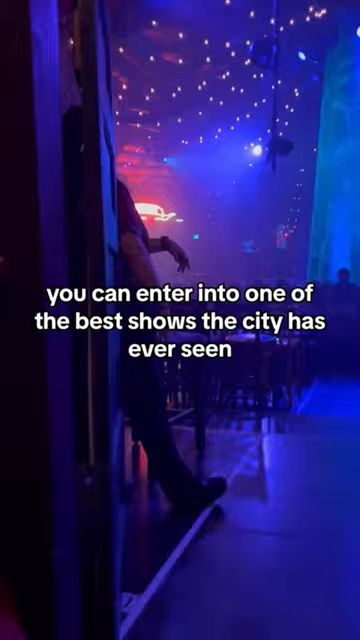 you can enter into one of
the best shows the city has
ever seen